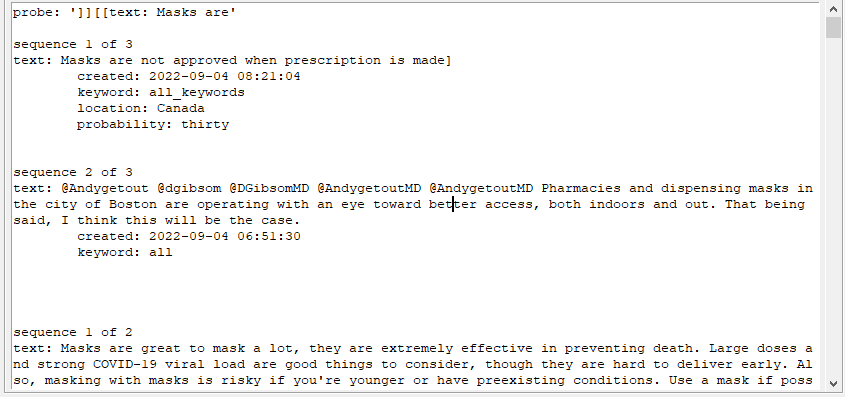 probe: ']][[text: Masks are'
sequence 1 of 3
text: Masks are not approved when prescription is made]
created: 2022-09-04 08:21:04
keyword: all_keywords
location: Canada
probability: thirty
sequence 2 of 3
text: @Andygetout @dgibsom @DGibsomMD @AndygetoutMD @AndygetoutMD Pharmacies and dispensing masks in
the city of Boston are operating with an eye toward better access, both indoors and out. That being
said, I think this will be the case.
created: 2022-09-04 06:51:30
keyword: all
sequence 1 of 2
text: Masks are great to mask a lot, they are extremely effective in preventing death. Large doses a
nd strong COVID-19 viral load are good things to consider, though they are hard to deliver early. Al
so, masking with masks is risky if you're younger or have preexisting conditions. Use a mask if poss